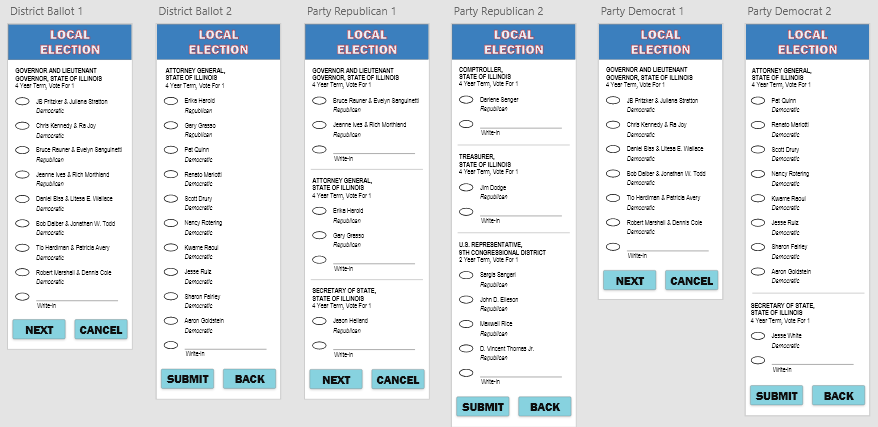 District Ballot 1
LOCAL
ELECTION
GOVERNOR AND LIEUTENANT
GOVERNOR, STATE OF ILLINOIS
4 Year Term, Vote For 1
JB Pritzker & Juliana Stratton
Democratic
Chris Kennedy & Ra Joy
Democratic
Bruce Rauner & Evelyn Sanguinetti
Republican
Jeanne Ives & Rich Morthland
Republican
Daniel Biss & Litesa E. Wallace
Democratic
Bob Daiber & Jonathan W. Todd
Democratic
Tio Hardiman & Patricia Avery
Democratic
Robert Marshall & Dennis Cole
Democratic
Write-in
NEXT
CANCEL
District Ballot 2
LOCAL
ELECTION
ATTORNEY GENERAL,
STATE OF ILLINOIS
4 Year Term, Vote For 1
Erika Harold
Republican
Gary Grasso
Republican
Pat Quinn
Democratic
Renato Mariotti
Democratic
Scott Drury
Democratic
Nancy Rotering
Democratic
Kwame Raoul
Democratic
Jesse Ruiz
Democratic
Sharon Fairley
Democratic
Aaron Goldstein
Democratic
Write-in
SUBMIT
BACK
Party Republican 1
LOCAL
ELECTION
GOVERNOR AND LIEUTENANT
GOVERNOR, STATE OF ILLINOIS
4 Year Term, Vote For 1
Bruce Rauner & Evelyn Sanguinetti
Republican
Jeanne Ives & Rich Morthland
Republican
Write-in
ATTORNEY GENERAL,
STATE OF ILLINOIS
4 Year Term, Vote For 1
Erika Harold
Republican
Gary Grasso
Republican
Write-in
SECRETARY OF STATE,
STATE OF ILLINOIS
4 Year Term, Vote For 1
Jason Helland
Republican
Write-in
NEXT
CANCEL
Party Republican 2
LOCAL
ELECTION
COMPTROLLER,
STATE OF ILLINOIS
4 Year Term, Vote For 1
Darlene Senger
Republican
Write-in
TREASURER,
STATE OF ILLINOIS
4 Year Term, Vote For 1
Jim Dodge
Republican
Write-in
U.S. REPRESENTATIVE,
9TH CONGRESSIONAL DISTRICT
2 Year Term, Vote For 1
Sargis Sangari
Republican
John D. Elleson
Republican
Maxwell Rice
Republican
D. Vincent Thomas Jr.
Republican
Write-in
SUBMIT
BACK
Party Democrat 1
LOCAL
ELECTION
GOVERNOR AND LIEUTENANT
GOVERNOR, STATE OF ILLINOIS
4 Year Term, Vote For 1
JB Pritzker & Juliana Stratton
Democratic
Chris Kennedy & Ra Joy
Democratic
Daniel Biss & Litesa E. Wallace
Democratic
Bob Daiber & Jonathan W. Todd
Democratic
Tio Hardiman & Patricia Avery
Democratic
Robert Marshall & Dennis Cole
Democratic
Write-in
NEXT
CANCEL
Party Democrat 2
LOCAL
ELECTION
ATTORNEY GENERAL,
STATE OF ILLINOIS
4 Year Term, Vote For 1
Pat Quinn
Democratic
Renato Mariotti
Democratic
Scott Drury
Democratic
Nancy Rotering
Democratic
Kwame Raoul
Democratic
Jesse Ruiz
Democratic
Sharon Fairley
Democratic
Aaron Goldstein
Democratic
SECRETARY OF STATE,
STATE OF ILLINOIS
4 Year Term, Vote For 1
Jesse White
Democratic
Write-in
SUBMIT
BACK